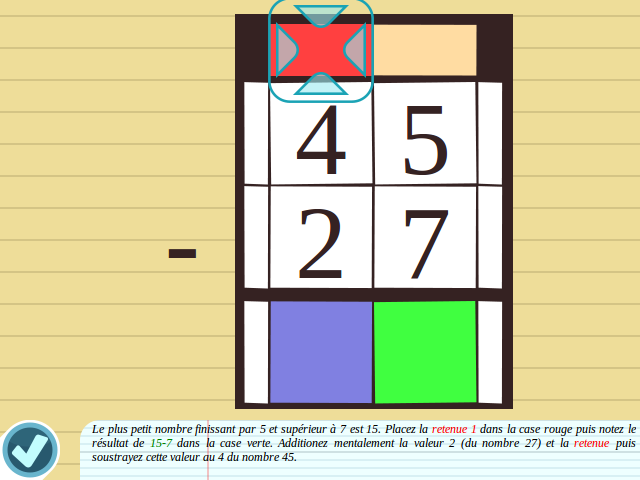 4 5
- 2 7
Le plus petit nombre finissant par 5 et supérieur à 7 est 15. Placez la retenue 1 dans la case rouge puis notez le
résultat de 15-7 dans la case verte. Additionez mentalement la valeur 2 (du nombre 27) et la retenue puis
soustrayez cette valeur au 4 du nombre 45.